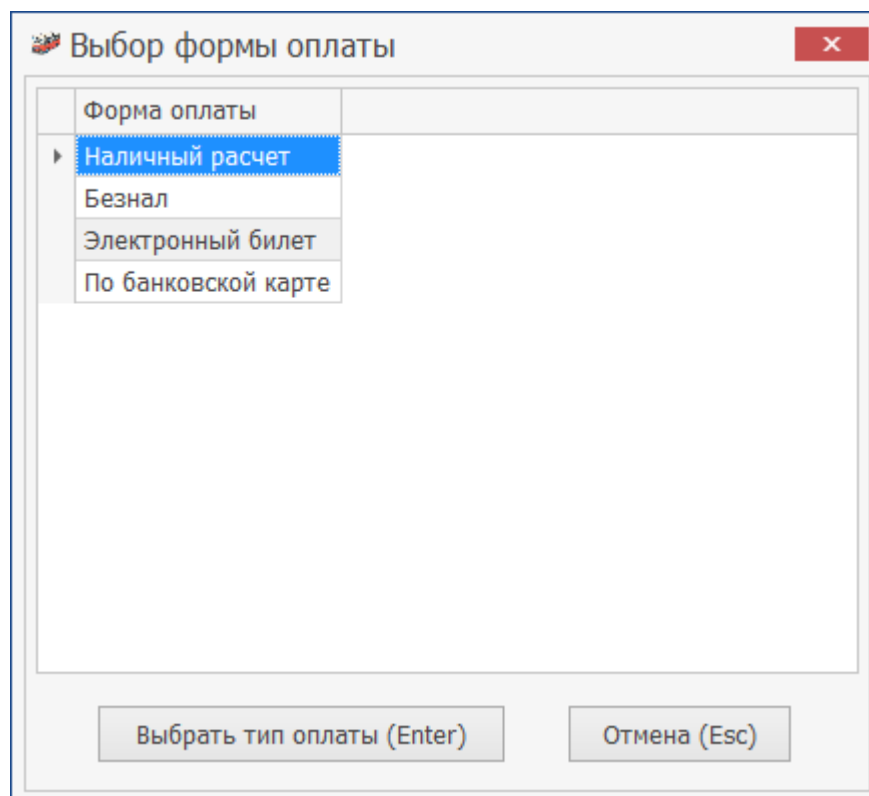 Выбор формы оплаты
Форма оплаты
Наличный расчет
Безнал
Электронный билет
По банковской карте
Выбрать тип оплаты (Enter) Отмена (Esc)